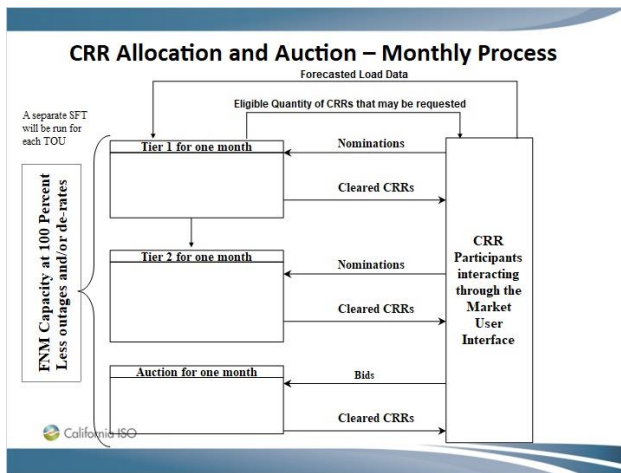 CRR Allocation and Auction – Monthly Process
Forecasted Load Data
Eligible Quantity of CRRs that may be requested
A separate SFT
will be run for
each TOU
Tier 1 for one month
Nominations
Cleared CRRs
FNM Capacity at 100 Percent
Less outages and/or de-rates
Tier 2 for one month
Nominations
Cleared CRRs
CRR
Participants
interacting
through the
Market
User
Interface
Auction for one month
Bids
Cleared CRRs
California ISO